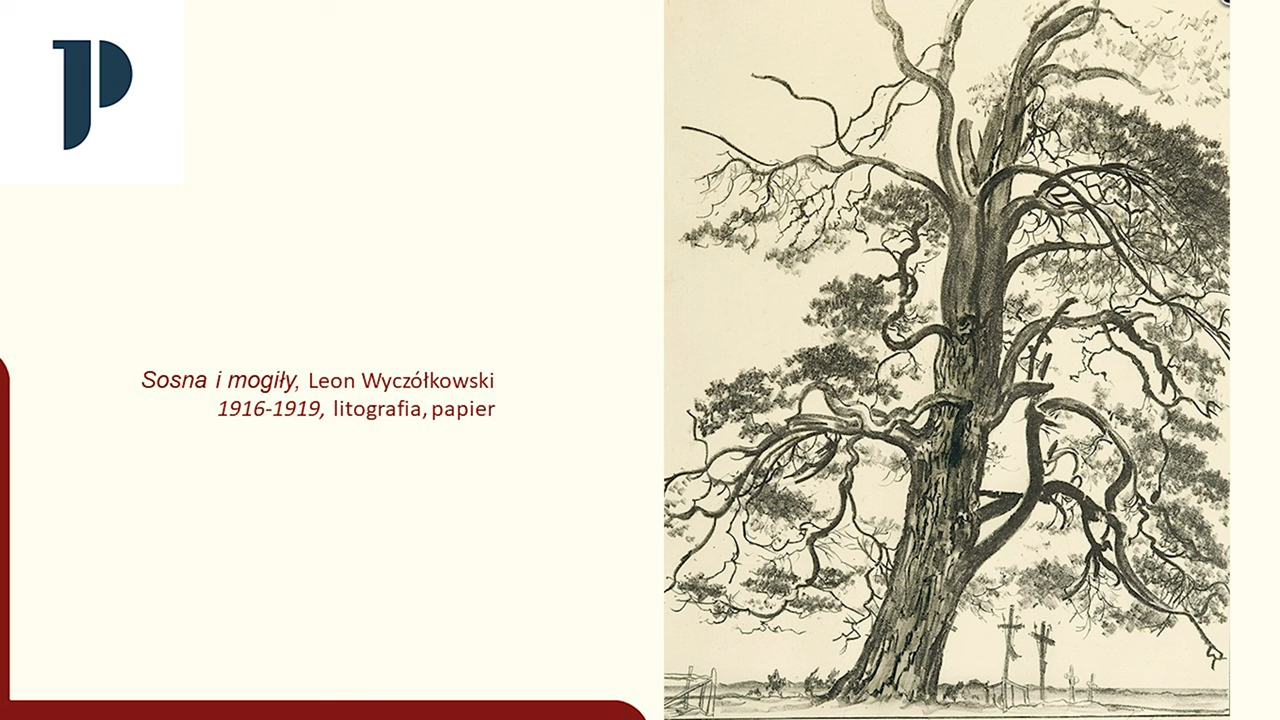 Sosna i mogiły, Leon Wyczółkowski
1916-1919, litografia, papier